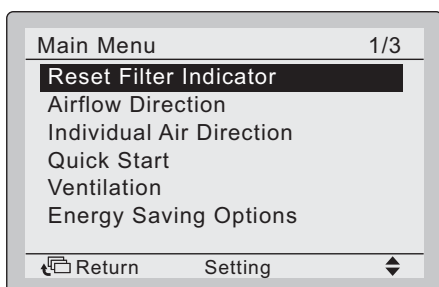 Main Menu 1/3
Reset Filter Indicator
Airflow Direction
Individual Air Direction
Quick Start
Ventilation
Energy Saving Options
Return Setting